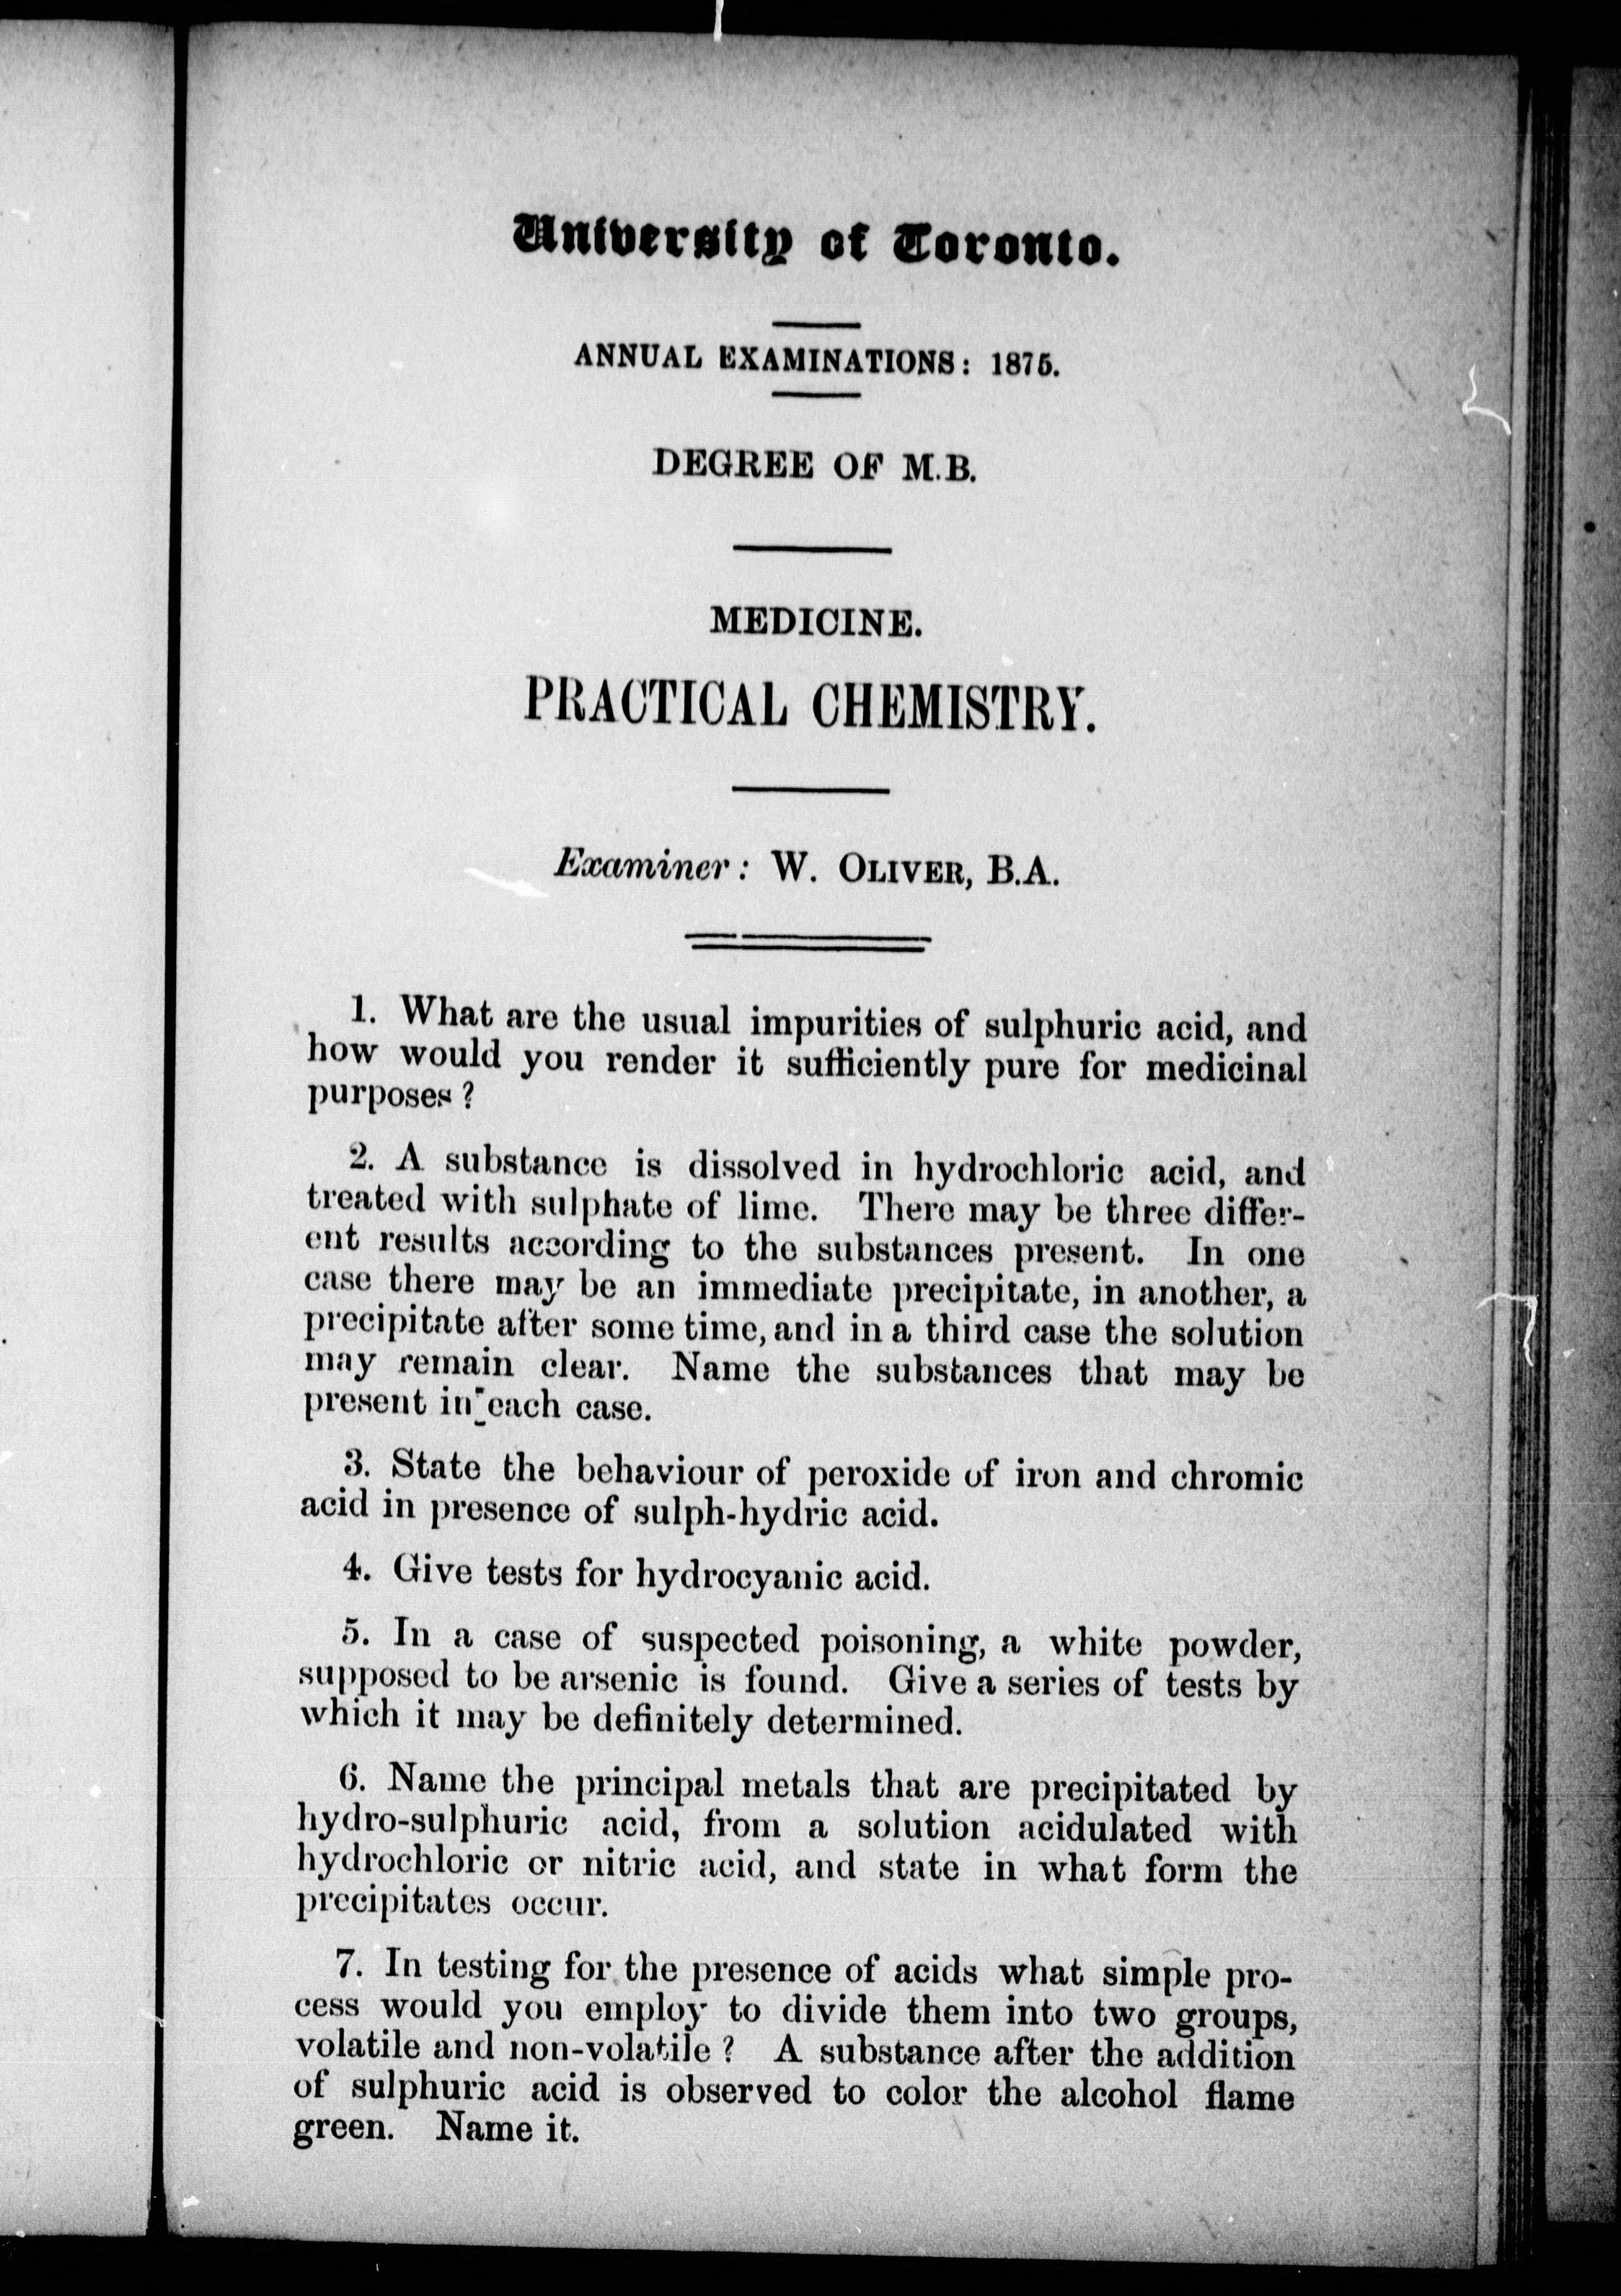 University of Toronto.
ANNUAL EXAMINATIONS: 1875.
DEGREE OF M.B.
MEDICINE.
PRACTICAL CHEMISTRY.
Examiner: W. OLIVER, B.A.
1. What are the usual impurities of sulphuric acid, and
how would you render it sufficiently pure for medicinal
purposes?
2. A substance is dissolved in hydrochloric acid, and
treated with sulphate of lime. There may be three differ-
ent results according to the substances present. In one
case there may be an immediate precipitate, in another, a
precipitate after some time, and in a third case the solution
may remain clear. Name the substances that may be
present in each case.
3. State the behaviour of peroxide of iron and chromic
acid in presence of sulph-hydric acid.
4. Give tests for hydrocyanic acid.
5. In a case of suspected poisoning, a white powder,
supposed to be arsenic is found. Give a series of tests by
which it may be definitely determined.
6. Name the principal metals that are precipitated by
hydro-sulphuric acid, from a solution acidulated with
hydrochloric or nitric acid, and state in what form the
precipitates occur.
7. In testing for the presence of acids what simple pro-
cess would you employ to divide them into two groups,
volatile and non-volatile? A substance after the addition
of sulphuric acid is observed to color the alcohol flame
green. Name it.